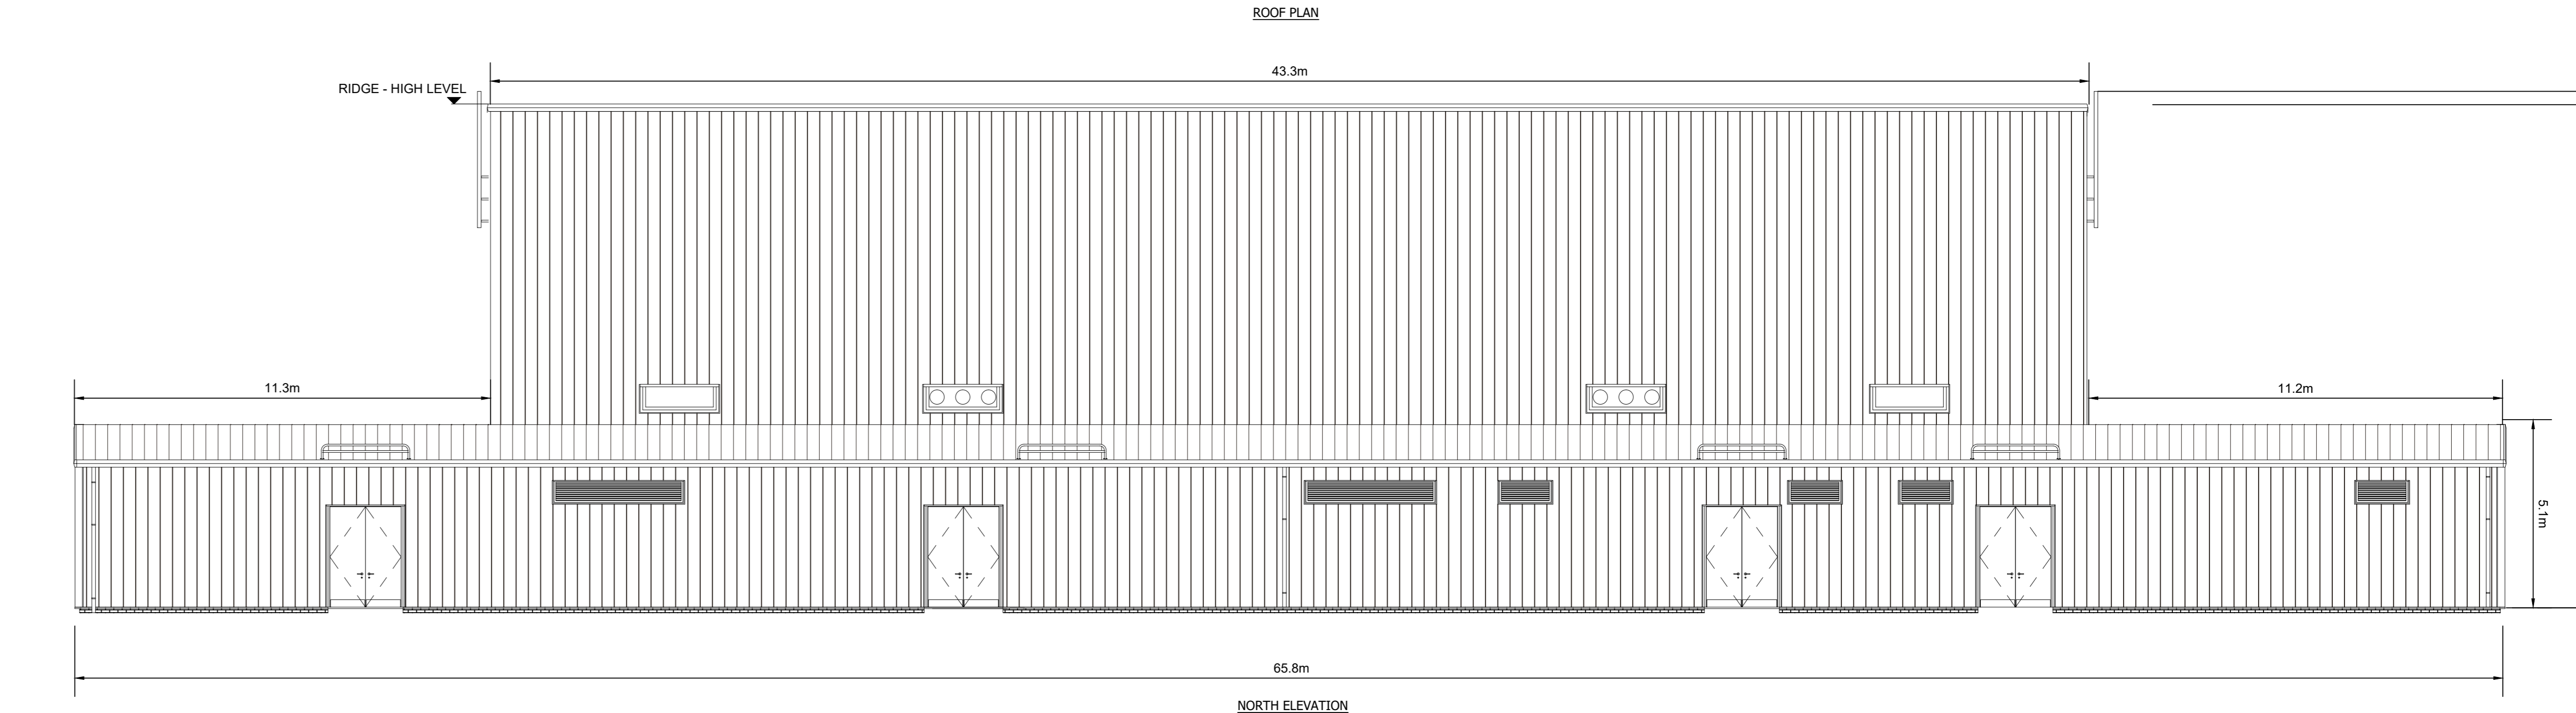 ROOF PLAN
43.3m
RIDGE - HIGH LEVEL
11.3m
11.2m
5.1m
65.8m
NORTH ELEVATION